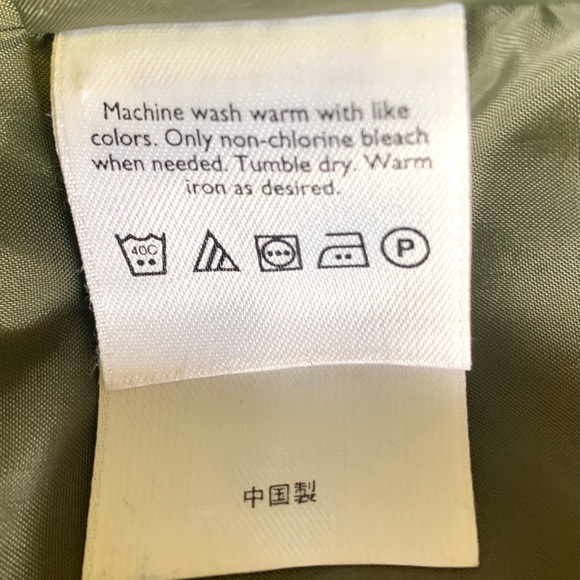 Machine wash warm with like
colors. Only non-chlorine bleach
when needed. Tumble dry. Warm
iron as desired.
40C P
中国製